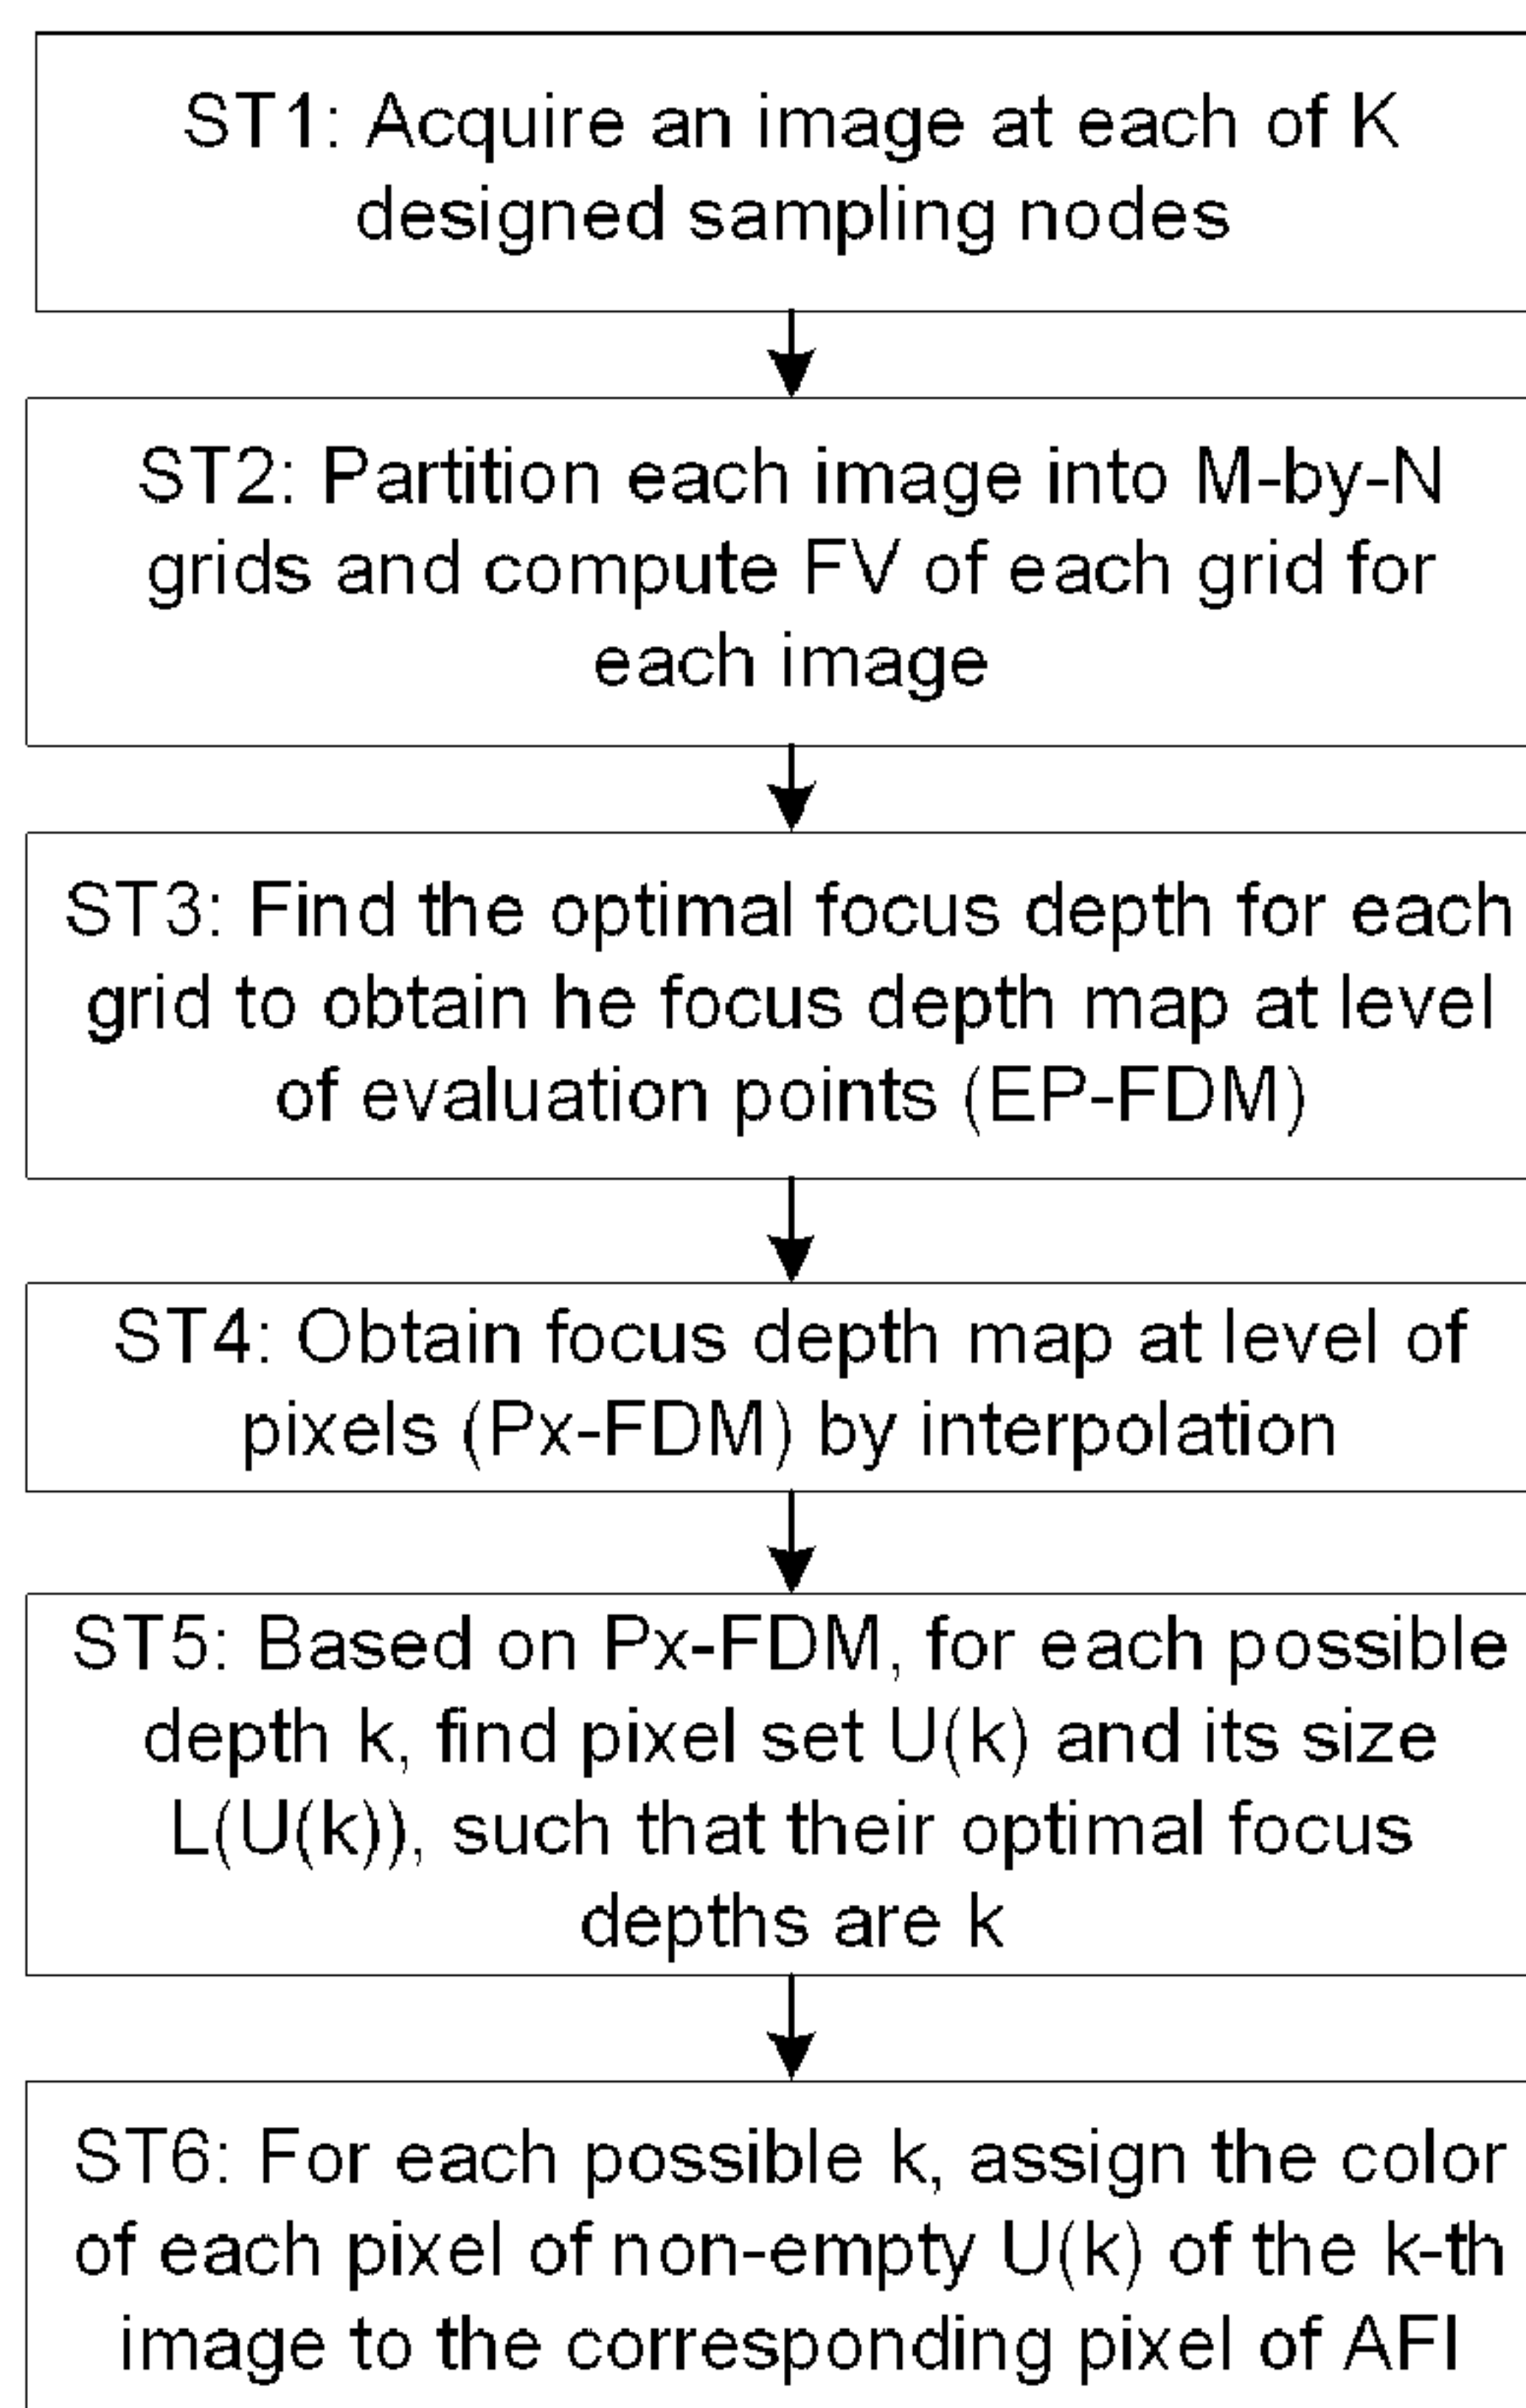 ST1: Acquire an image at each of K
designed sampling nodes
ST2: Partition each image into M-by-N
grids and compute FV of each grid for
each image
ST3: Find the optimal focus depth for each
grid to obtain he focus depth map at level
of evaluation points (EP-FDM)
ST4: Obtain focus depth map at level of
pixels (Px-FDM) by interpolation
ST5: Based on Px-FDM, for each possible
depth k, find pixel set U(k) and its size
L(U(k)), such that their optimal focus
depths are k
ST6: For each possible k, assign the color
of each pixel of non-empty U(k) of the k-th
image to the corresponding pixel of AFI